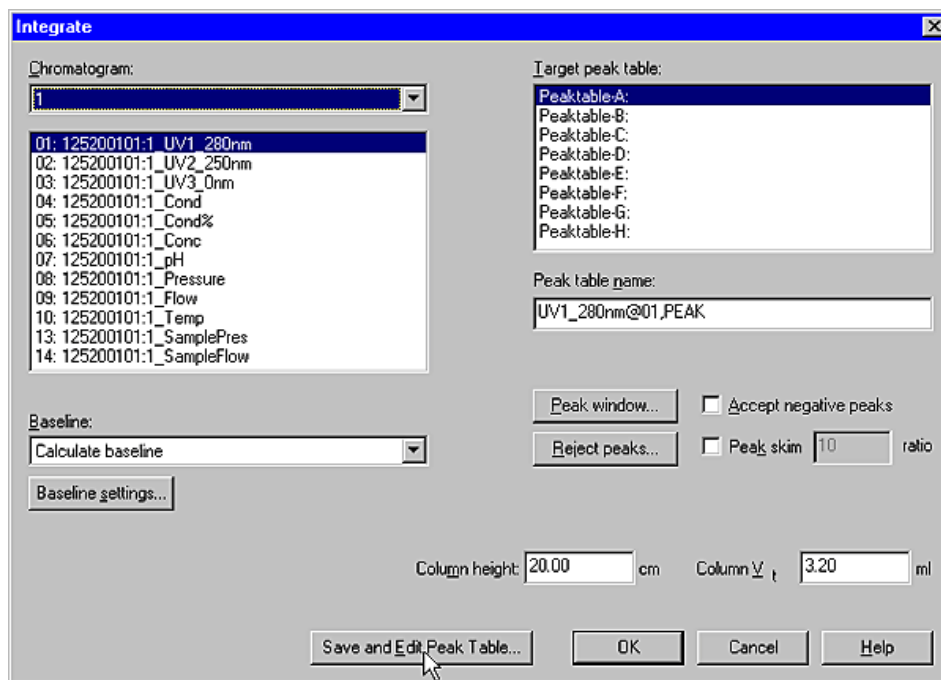 Integrate
Chromatogram:
1
01: 125200101:1_UV1_280nm
02: 125200101:1_UV2_250nm
03: 125200101:1_UV3_0nm
04: 125200101:1_Cond
05: 125200101:1_Cond%
06: 125200101:1_Conc
07: 125200101:1_pH
08: 125200101:1_Pressure
09: 125200101:1_Flow
10: 125200101:1_Temp
13: 125200101:1_SamplePres
14: 125200101:1_SampleFlow
Baseline:
Calculate baseline
Baseline settings...
Target peak table:
Peaktable-A:
Peaktable-B:
Peaktable-C:
Peaktable-D:
Peaktable-E:
Peaktable-F:
Peaktable-G:
Peaktable-H:
Peak table name:
UV1_280nm@01,PEAK
Peak window... Accept negative peaks
Reject peaks... Peak skim 10 ratio
Column height: 20.00 cm Column V t 3.20 ml
Save and Edit Peak Table... OK Cancel Help